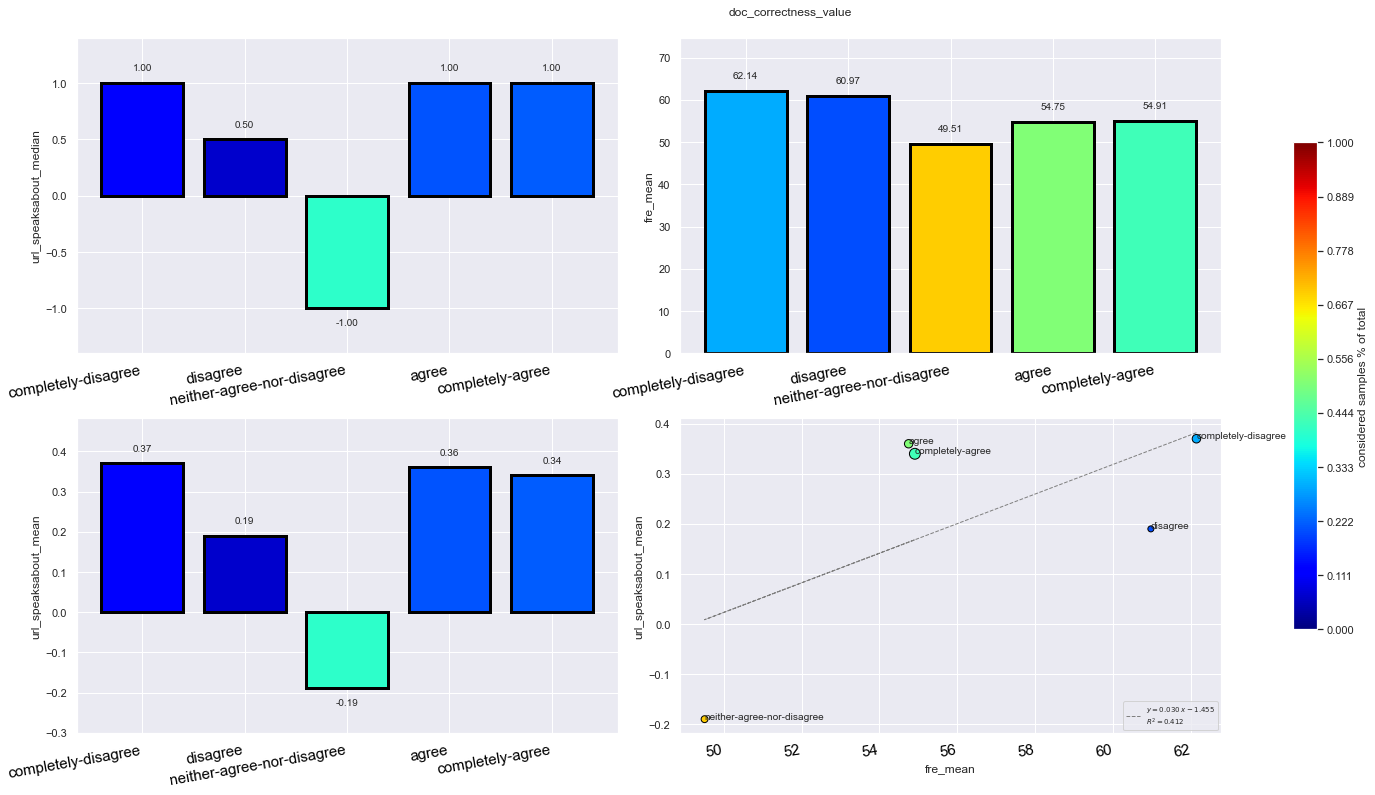 doc_correctness_value
url_speaksabout_median
1.0
0.5
0.0
−0.5
−1.0
1.00
0.50
-1.00
1.00
1.00
completely-disagree
disagree
neither-agree-nor-disagree
agree
completely-agree
fre_mean
70
60
50
40
30
20
10
0
62.14
60.97
49.51
54.75
54.91
completely-disagree
disagree
neither-agree-nor-disagree
agree
completely-agree
url_speaksabout_mean
0.4
0.3
0.2
0.1
0.0
−0.1
−0.2
−0.3
0.37
0.19
-0.19
0.36
0.34
completely-disagree
disagree
neither-agree-nor-disagree
agree
completely-agree
url_speaksabout_mean
0.4
0.3
0.2
0.1
0.0
−0.1
−0.2
agree
completely-agree
completely-disagree
disagree
neither-agree-nor-disagree
y = 0.030 x − 1.455
R² = 0.412
50
52
54
56
58
60
62
fre_mean
1.000
0.889
0.778
0.667
0.556
0.444
0.333
0.222
0.111
0.000
considered samples % of total